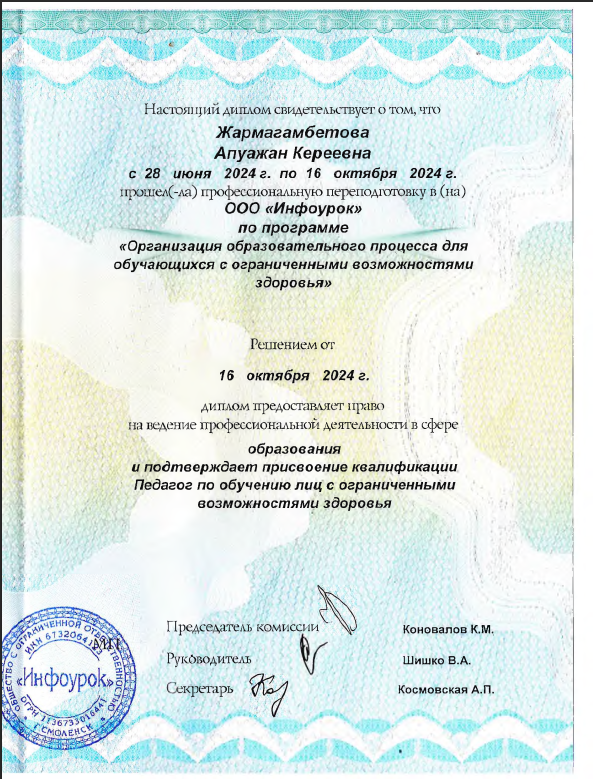 Настоящий диплом свидетельствует о том, что
Жармагамбетова
Апуажан Кереевна
с 28 июня 2024 г. по 16 октября 2024 г.
прошел(-ла) профессиональную переподготовку в (на)
ООО «Инфоурок»
по программе
«Организация образовательного процесса для
обучающихся с ограниченными возможностями
здоровья»
Решением от
16 октября 2024 г.
диплом предоставляет право
на ведение профессиональной деятельности в сфере
образования
и подтверждает присвоение квалификации
Педагог по обучению лиц с ограниченными
возможностями здоровья
Председатель комиссии Коновалов К.М.
Руководитель Шишко В.А.
Секретарь Космовская А.П.
МП
ОБЩЕСТВО С ОГРАНИЧЕННОЙ ОТВЕТСТВЕННОСТЬЮ
ИНН
«Инфоурок»
ОГРН
Г.СМОЛЕНСК